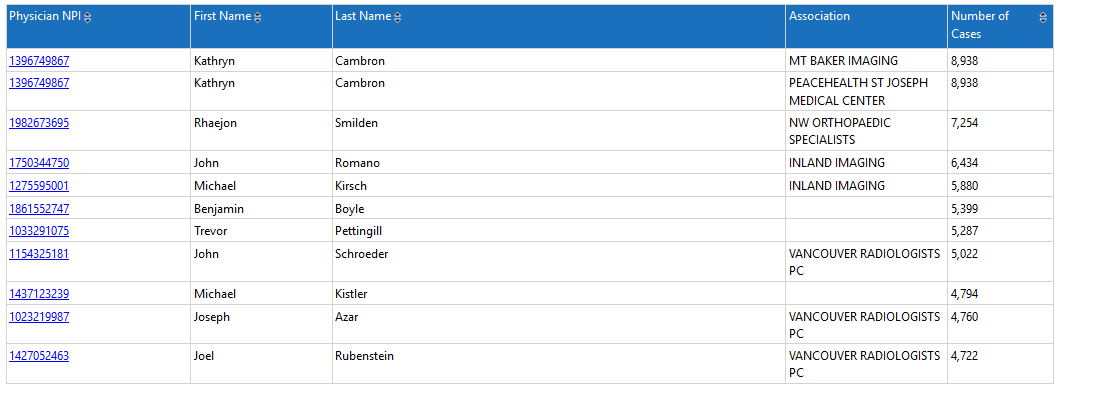 Physician NPI First Name Last Name Association Number of
Cases
1396749867 Kathryn Cambron MT BAKER IMAGING 8,938
1396749867 Kathryn Cambron PEACEHEALTH ST JOSEPH 8,938
MEDICAL CENTER
1982673695 Rhaejon Smilden NW ORTHOPAEDIC 7,254
SPECIALISTS
1750344750 John Romano INLAND IMAGING 6,434
1275595001 Michael Kirsch INLAND IMAGING 5,880
1861552747 Benjamin Boyle 5,399
1033291075 Trevor Pettingill 5,287
1154325181 John Schroeder VANCOUVER RADIOLOGISTS 5,022
PC
1437123239 Michael Kistler 4,794
1023219987 Joseph Azar VANCOUVER RADIOLOGISTS 4,760
PC
1427052463 Joel Rubenstein VANCOUVER RADIOLOGISTS 4,722
PC